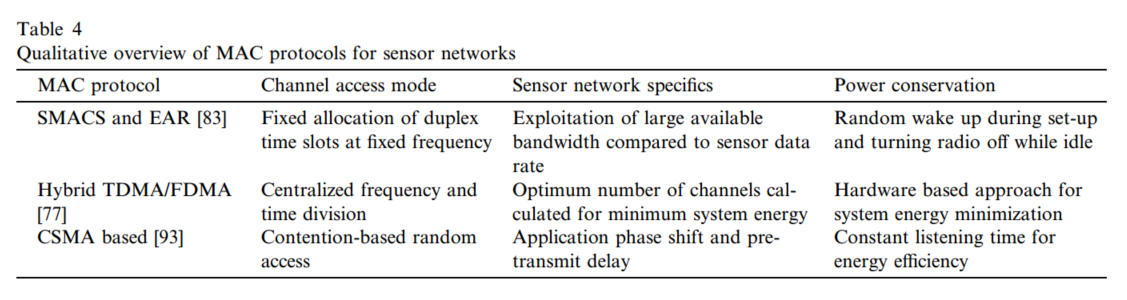 Table 4
Qualitative overview of MAC protocols for sensor networks
MAC protocol Channel access mode Sensor network specifics Power conservation
SMACS and EAR [83] Fixed allocation of duplex Exploitation of large available Random wake up during set-up
time slots at fixed frequency bandwidth compared to sensor data and turning radio off while idle
rate
Hybrid TDMA/FDMA Centralized frequency and Optimum number of channels cal- Hardware based approach for
[77] time division culated for minimum system energy system energy minimization
CSMA based [93] Contention-based random Application phase shift and pre- Constant listening time for
access transmit delay energy efficiency